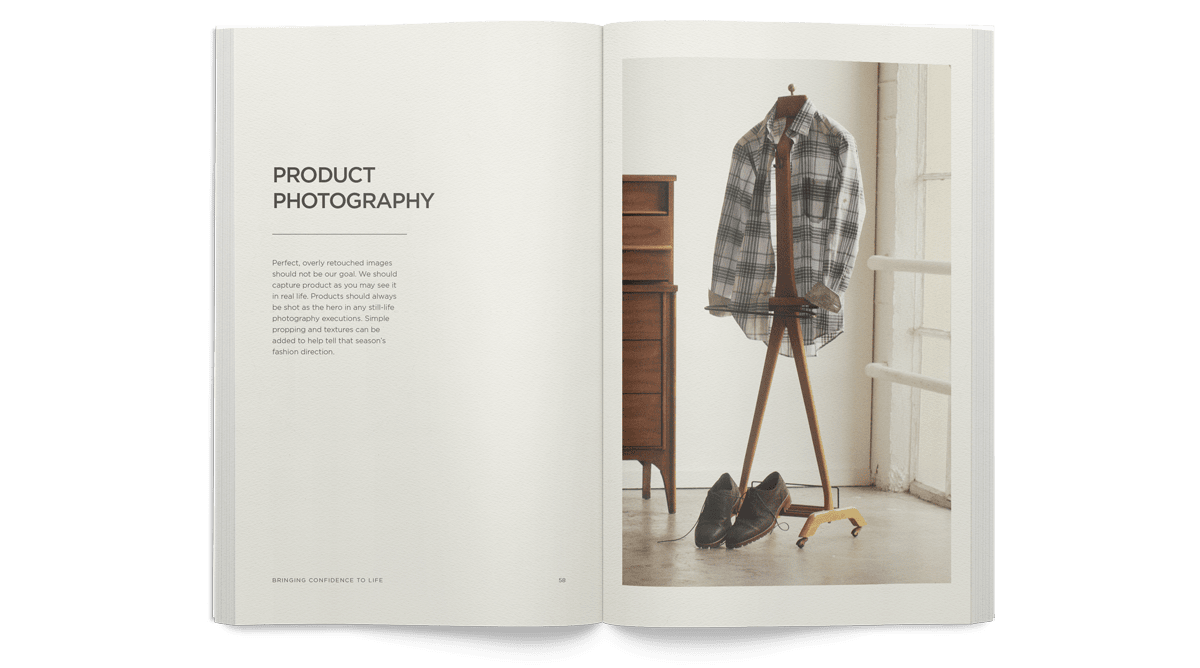 PRODUCT
PHOTOGRAPHY
Perfect, overly retouched images
should not be our goal. We should
capture product as you may see it
in real life. Products should always
be shot as the hero in any still-life
photography executions. Simple
propping and textures can be
added to help tell that season's
fashion direction.
BRINGING CONFIDENCE TO LIFE
58